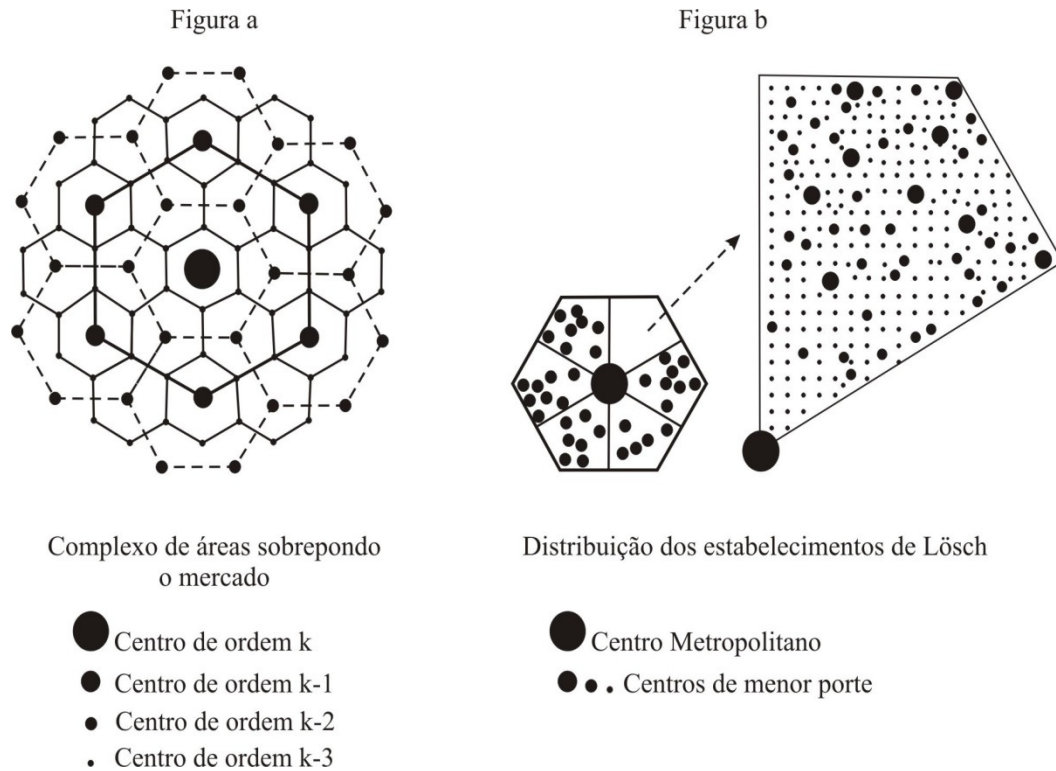 Figura a
Figura b
Complexo de áreas sobrepondo
o mercado
Centro de ordem k
Centro de ordem k-1
Centro de ordem k-2
Centro de ordem k-3
Distribuição dos estabelecimentos de Lösch
Centro Metropolitano
Centros de menor porte